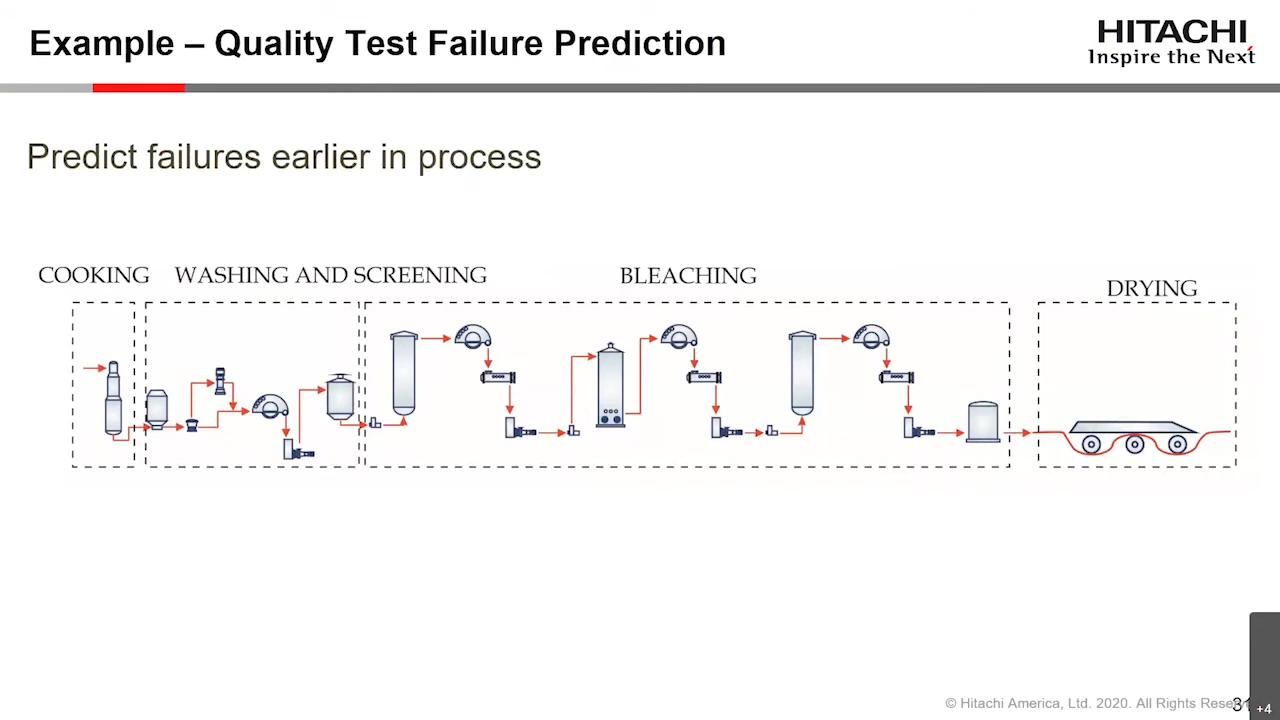 Example – Quality Test Failure Prediction
HITACHI
Inspire the Next
Predict failures earlier in process
COOKING
WASHING AND SCREENING
BLEACHING
DRYING
© Hitachi America, Ltd. 2020. All Rights
31
+4